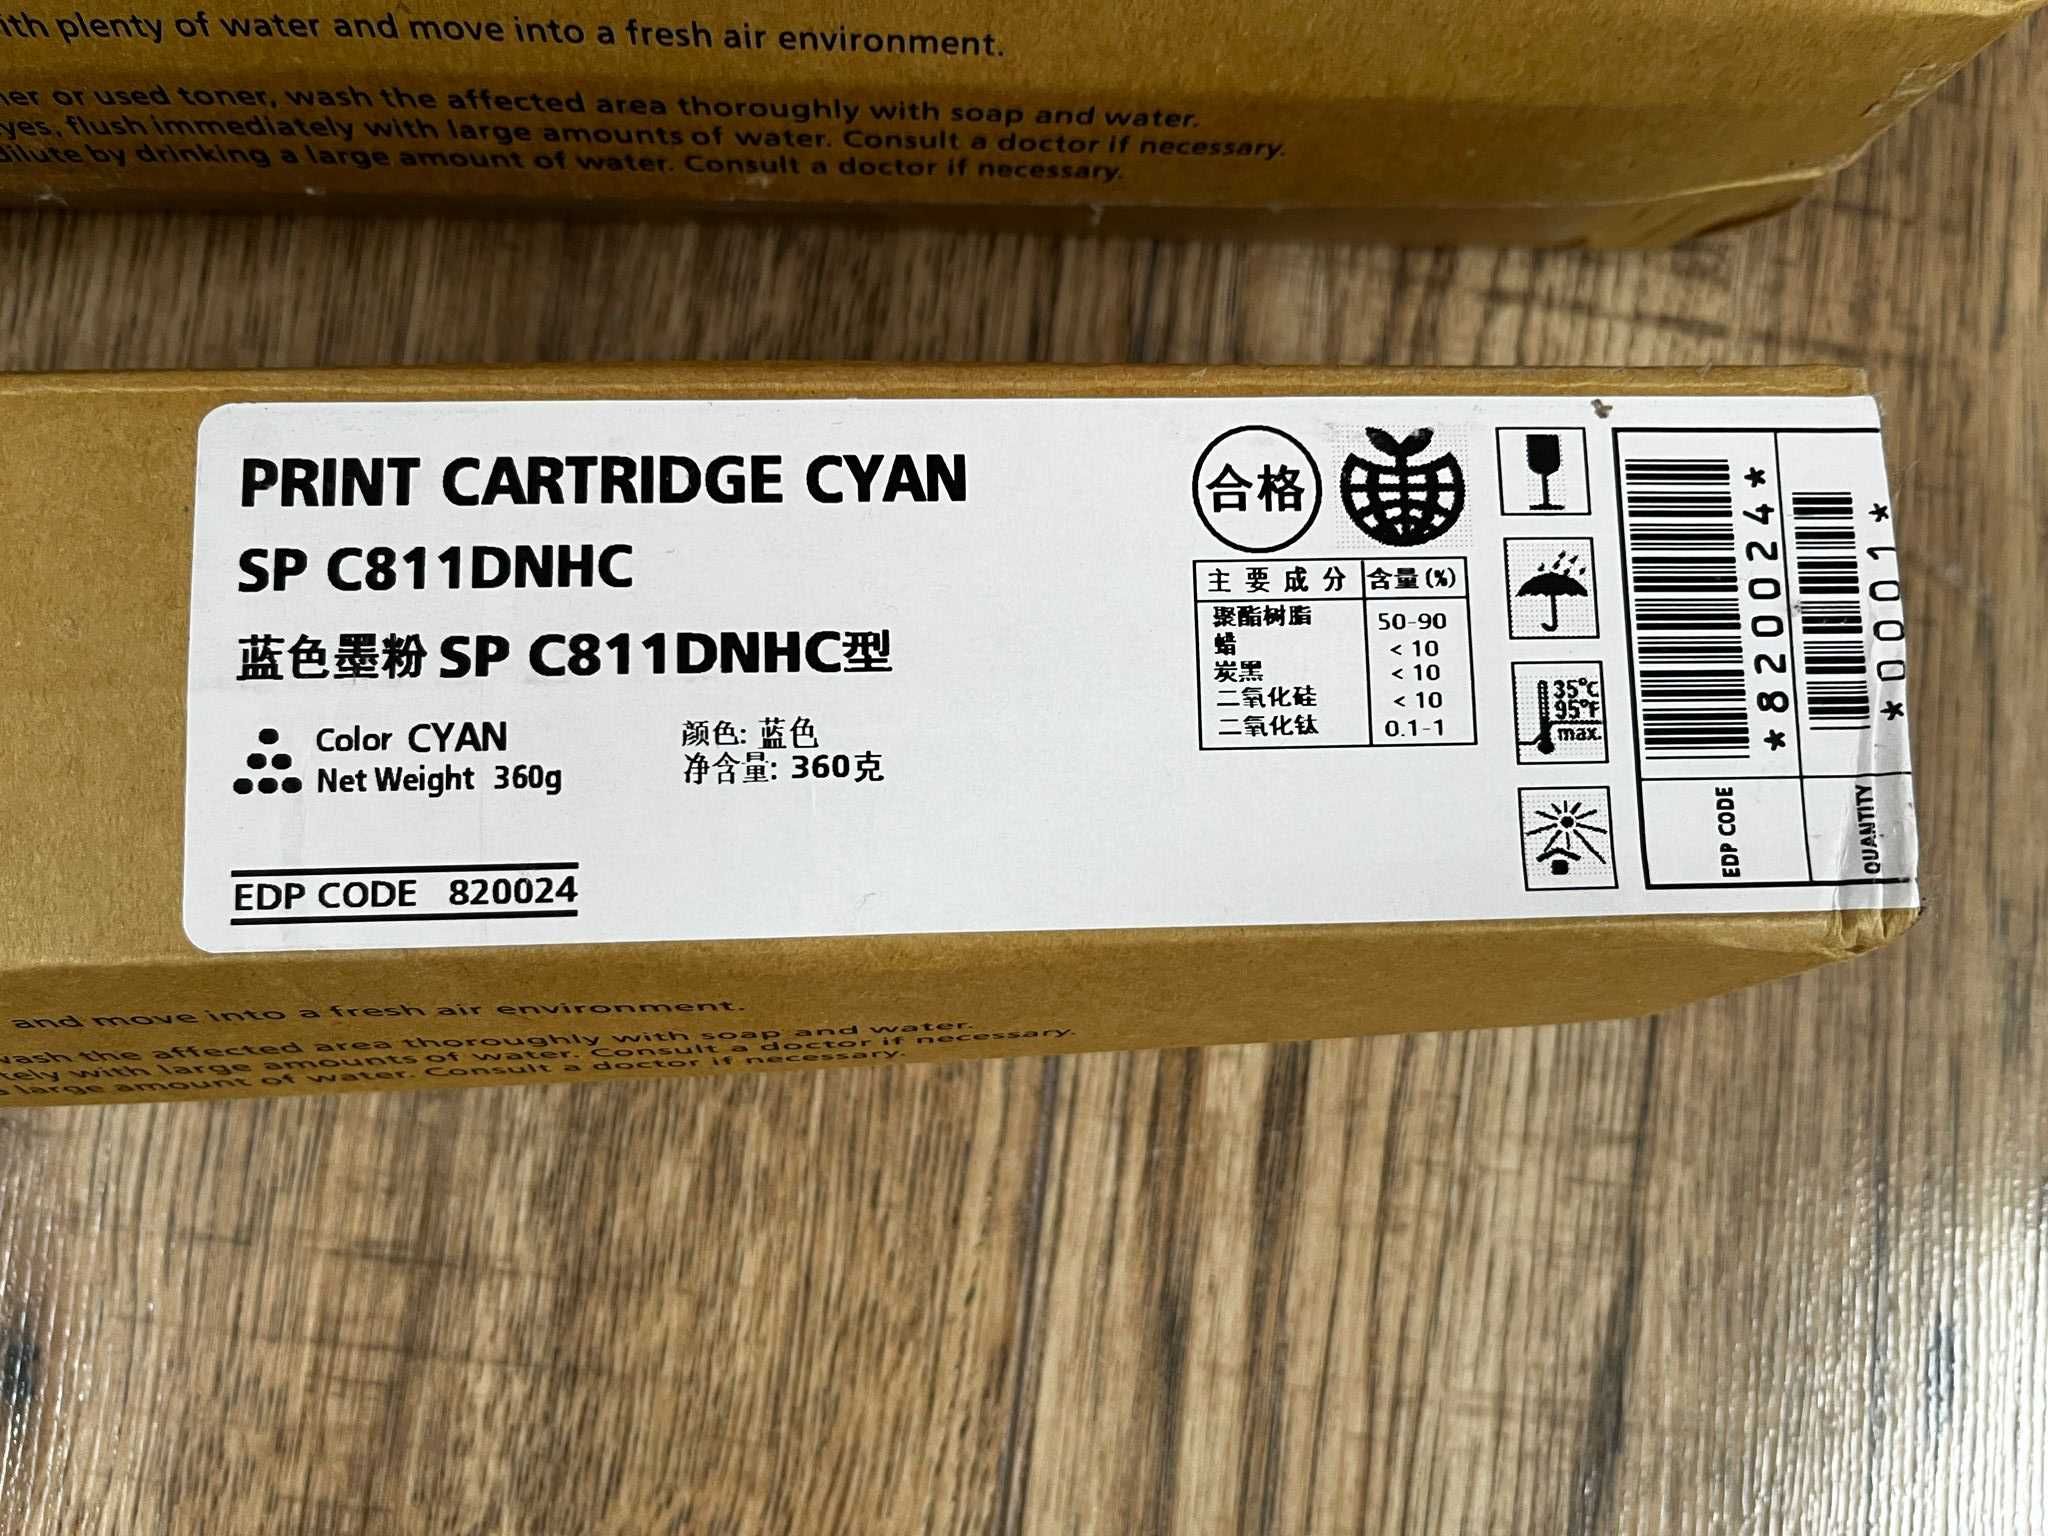 ith plenty of water and move into a fresh air environment.
er or used toner, wash the affected area thoroughly with soap and water.
yes, flush immediately with large amounts of water. Consult a doctor if necessary.
dilute by drinking a large amount of water. Consult a doctor if necessary.
PRINT CARTRIDGE CYAN
SP C811DNHC
蓝色墨粉 SP C811DNHC型
Color CYAN 颜色: 蓝色
Net Weight 360g 净含量: 360克
EDP CODE 820024
合格
主要成分 含量(%)
聚酯树脂 50-90
蜡 < 10
炭黑 < 10
二氧化硅 < 10
二氧化钛 0.1-1
35°C
95°F
max.
*820024*
EDP CODE
*0001*
QUANTITY
and move into a fresh air environment.
wash the affected area thoroughly with soap and water.
tely with large amounts of water. Consult a doctor if necessary.
large amount of water. Consult a doctor if necessary.